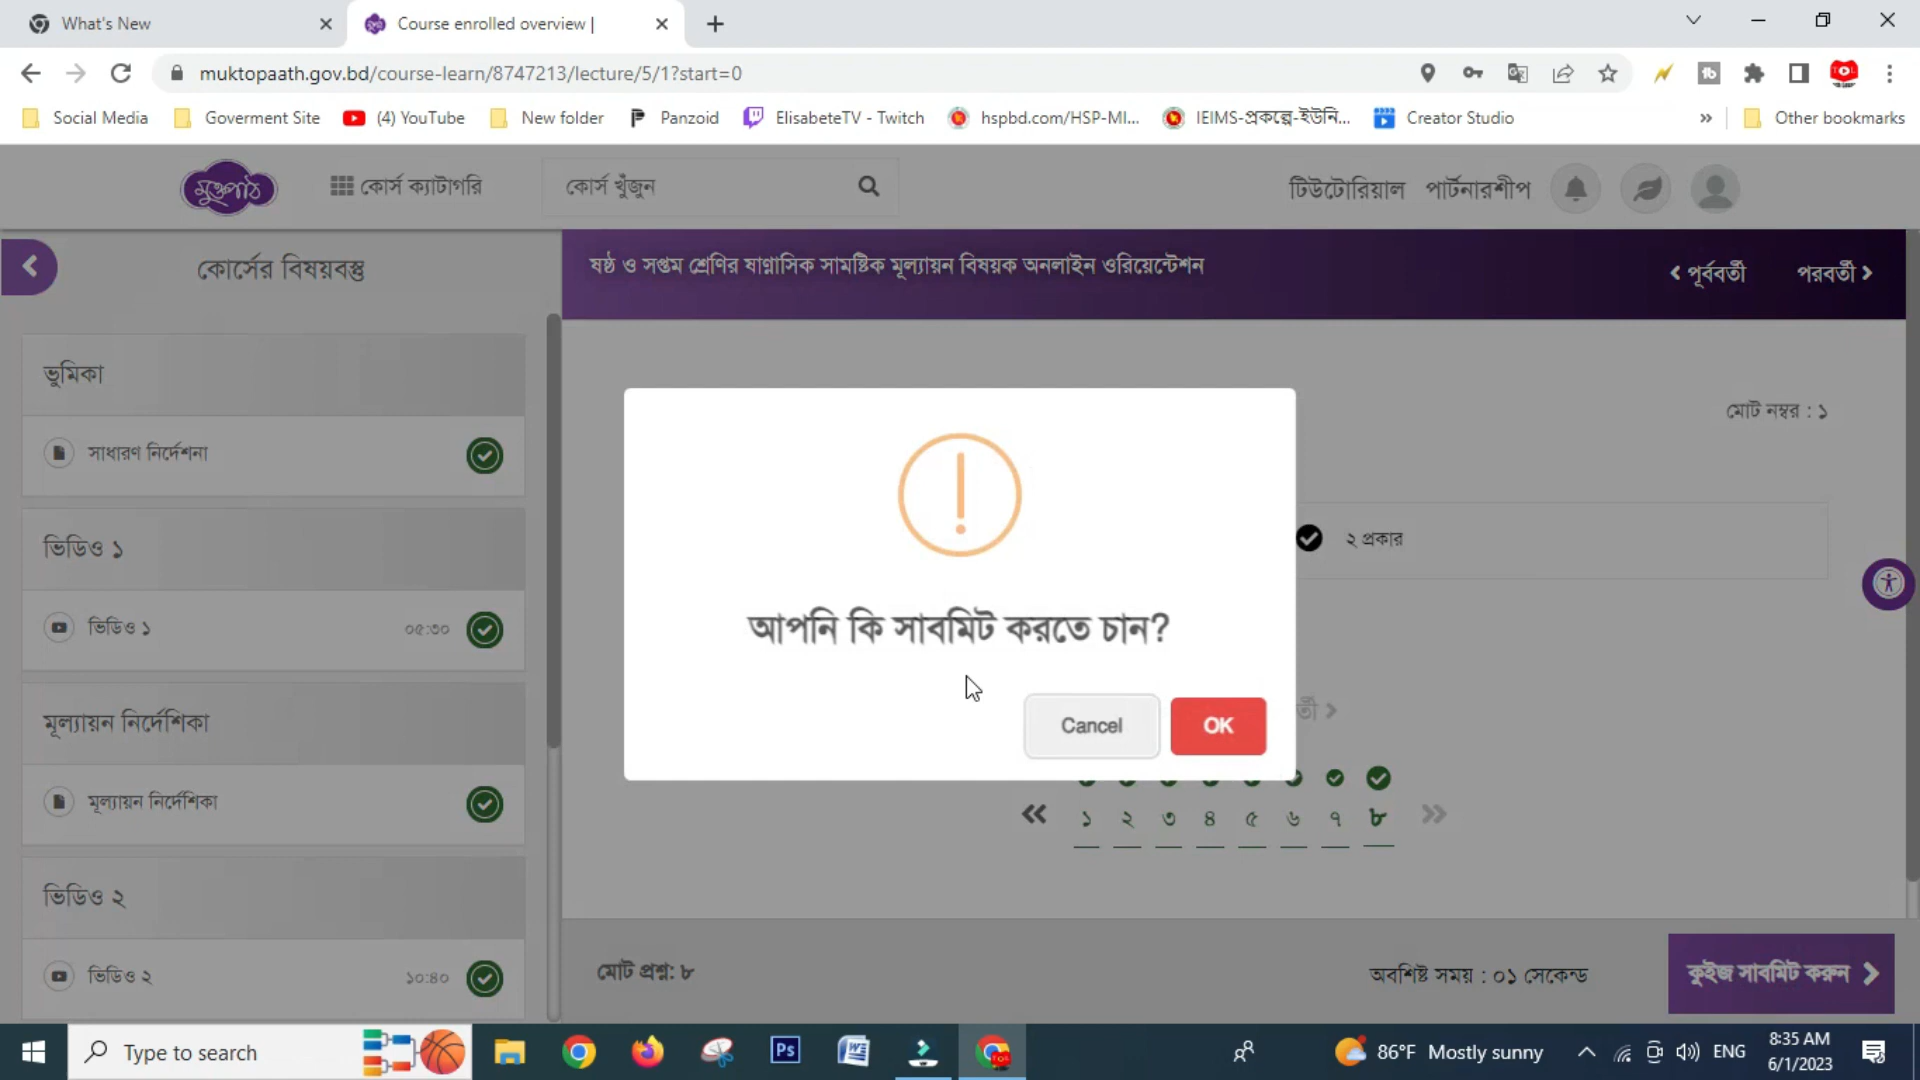 What's New
Course enrolled overview |
muktopaath.gov.bd/course-learn/8747213/lecture/5/1?start=0
Social Media
Goverment Site
(4) YouTube
New folder
Panzoid
ElisabeteTV - Twitch
hspbd.com/HSP-MI...
IEIMS-প্রকল্পে-ইউনি...
Creator Studio
»
Other bookmarks
মুক্তপাঠ
কোর্স ক্যাটাগরি
কোর্স খুঁজুন
টিউটোরিয়াল
পার্টনারশীপ
কোর্সের বিষয়বস্তু
ষষ্ঠ ও সপ্তম শ্রেণির ষাণ্মাসিক সামষ্টিক মূল্যায়ন বিষয়ক অনলাইন ওরিয়েন্টেশন
পূর্ববর্তী
পরবর্তী
ভুমিকা
সাধারণ নির্দেশনা
ভিডিও ১
ভিডিও ১
০৫:৩০
মূল্যায়ন নির্দেশিকা
মূল্যায়ন নির্দেশিকা
ভিডিও ২
ভিডিও ২
১০:৪০
মোট নম্বর : ১
২ প্রকার
আপনি কি সাবমিট করতে চান?
Cancel
OK
১ ২ ৩ ৪ ৫ ৬ ৭ ৮
মোট প্রশ্ন: ৮
অবশিষ্ট সময় : ০১ সেকেন্ড
কুইজ সাবমিট করুন
Type to search
Ps
86°F Mostly sunny
ENG
8:35 AM
6/1/2023